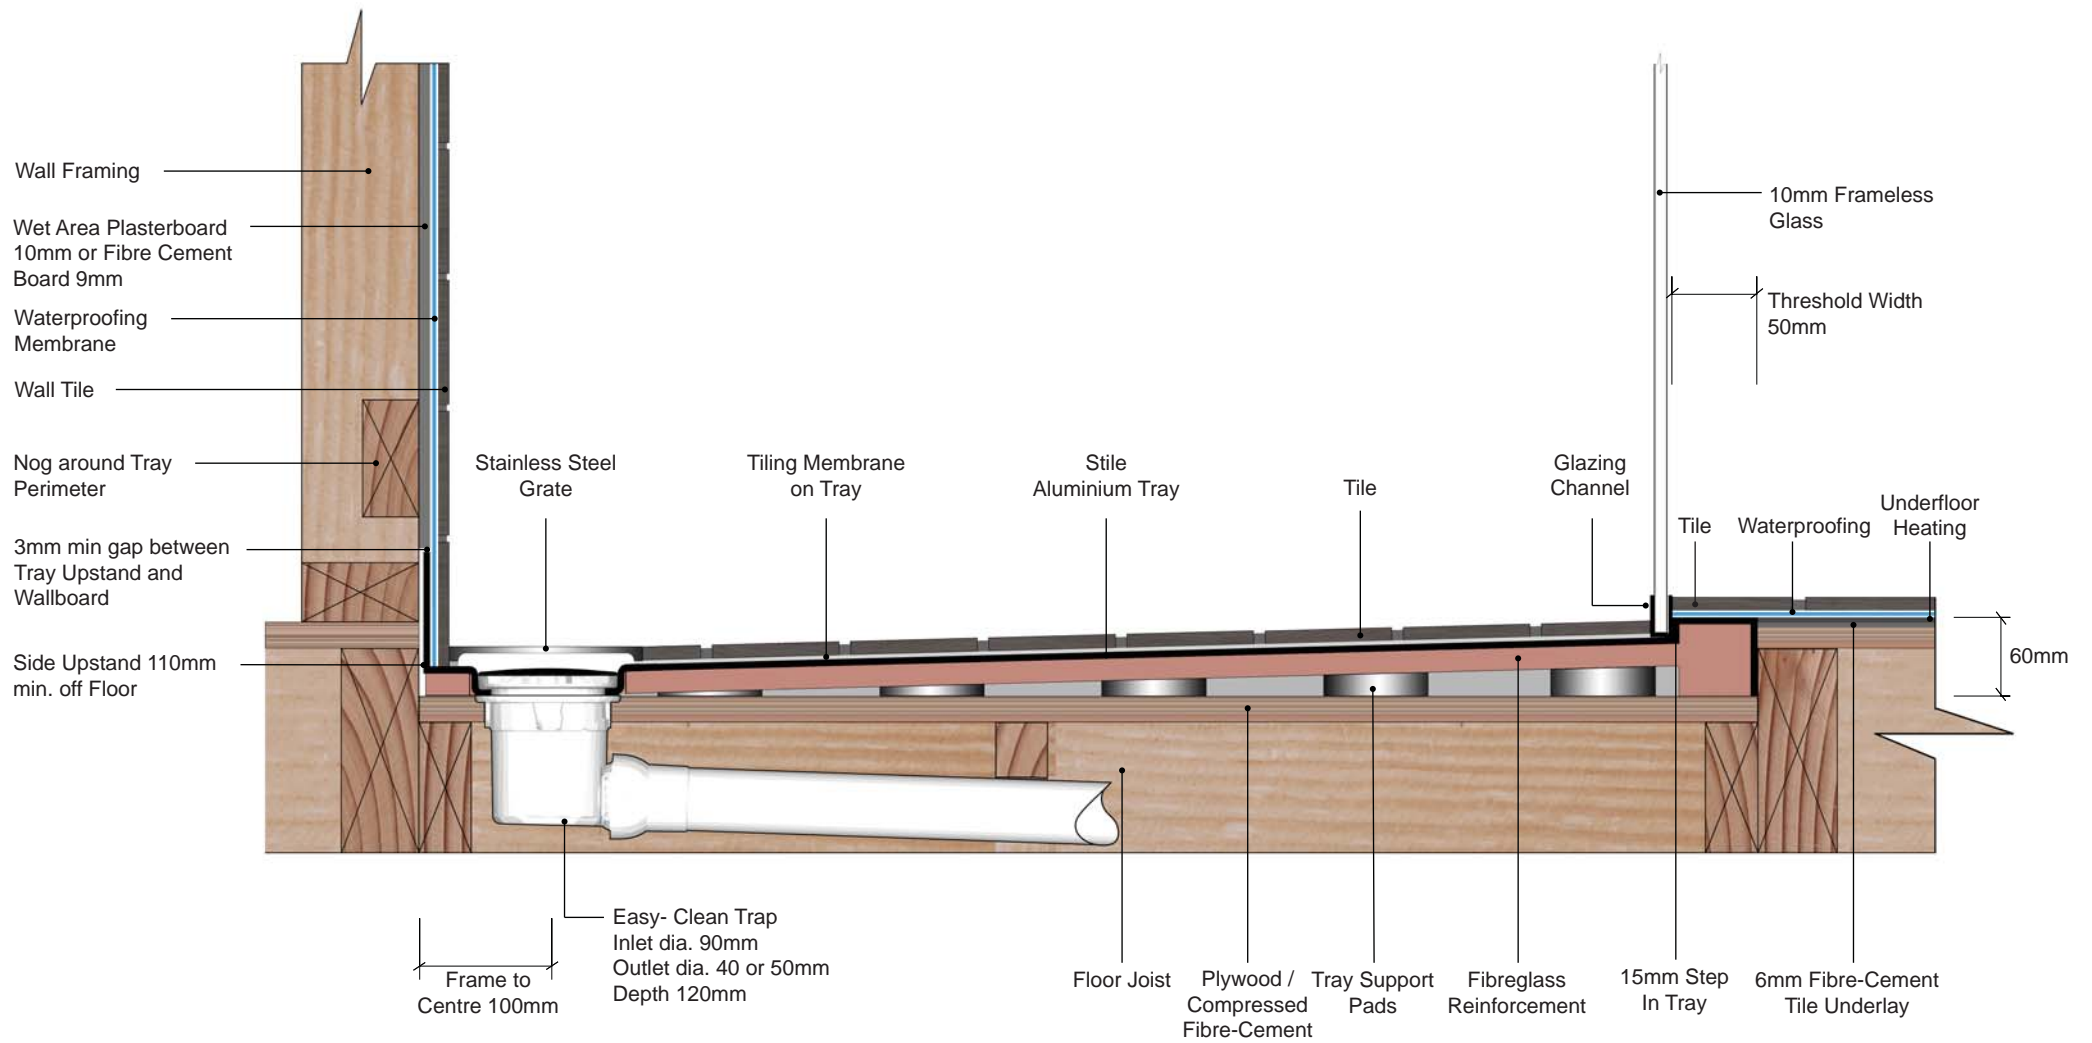 Wall Framing
Wet Area Plasterboard
10mm or Fibre Cement
Board 9mm
Waterproofing
Membrane
Wall Tile
Nog around Tray
Perimeter
3mm min gap between
Tray Upstand and
Wallboard
Side Upstand 110mm
min. off Floor
Stainless Steel
Grate
Tiling Membrane
on Tray
Stile
Aluminium Tray
Tile
Glazing
Channel
10mm Frameless
Glass
Threshold Width
50mm
Tile
Waterproofing
Underfloor
Heating
60mm
Frame to
Centre 100mm
Easy- Clean Trap
Inlet dia. 90mm
Outlet dia. 40 or 50mm
Depth 120mm
Floor Joist
Plywood /
Compressed
Fibre-Cement
Tray Support
Pads
Fibreglass
Reinforcement
15mm Step
In Tray
6mm Fibre-Cement
Tile Underlay